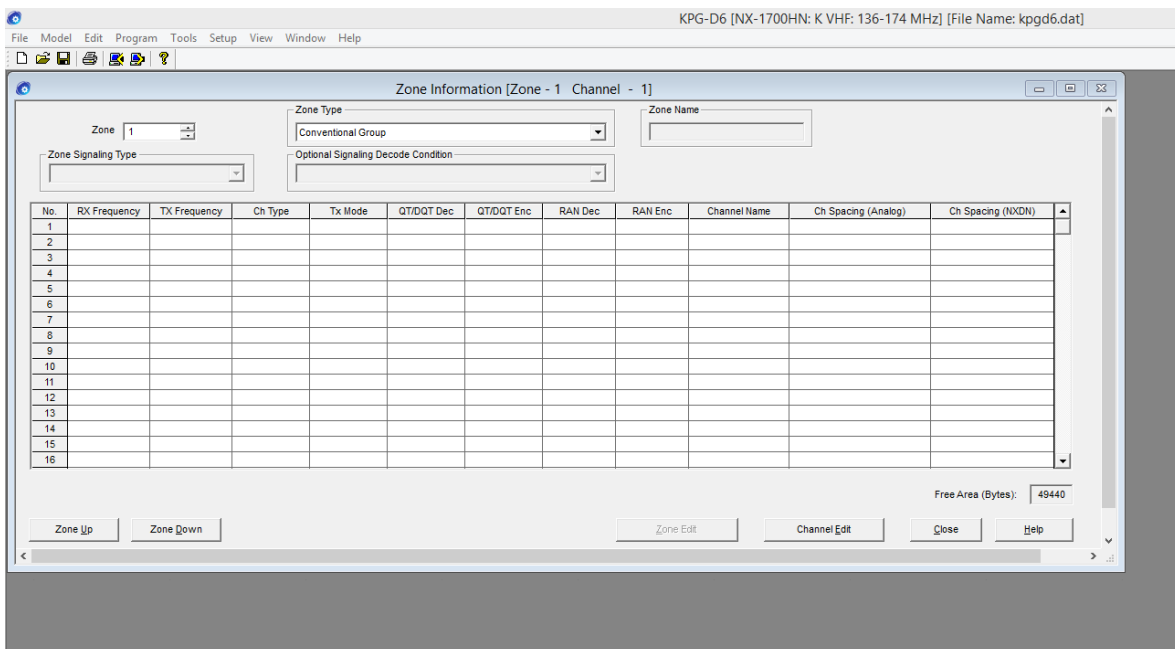 KPG-D6 [NX-1700HN: K VHF: 136-174 MHz] [File Name: kpgd6.dat]
File Model Edit Program Tools Setup View Window Help
Zone Information [Zone - 1 Channel - 1]
Zone 1
Zone Type
Conventional Group
Zone Name
Zone Signaling Type
Optional Signaling Decode Condition
No. RX Frequency TX Frequency Ch Type Tx Mode QT/DQT Dec QT/DQT Enc RAN Dec RAN Enc Channel Name Ch Spacing (Analog) Ch Spacing (NXDN)
1
2
3
4
5
6
7
8
9
10
11
12
13
14
15
16
Free Area (Bytes): 49440
Zone Up Zone Down Zone Edit Channel Edit Close Help